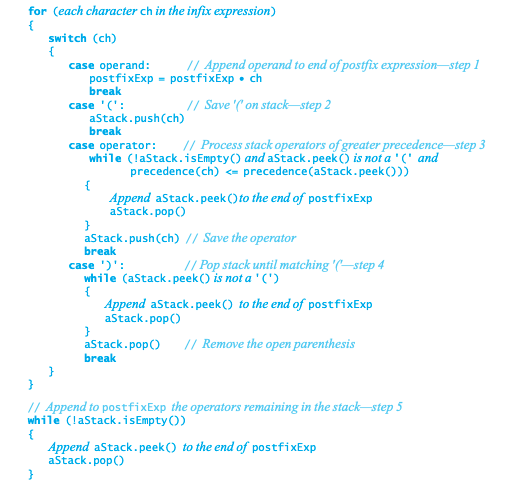 for (each character ch in the infix expression)
{
switch (ch)
{
case operand: // Append operand to end of postfix expression—step 1
postfixExp = postfixExp • ch
break
case '(': // Save '(' on stack—step 2
aStack.push(ch)
break
case operator: // Process stack operators of greater precedence—step 3
while (!aStack.isEmpty() and aStack.peek() is not a '(' and
precedence(ch) <= precedence(aStack.peek()))
{
Append aStack.peek()to the end of postfixExp
aStack.pop()
}
aStack.push(ch) // Save the operator
break
case ')': // Pop stack until matching '('—step 4
while (aStack.peek() is not a '(')
{
Append aStack.peek() to the end of postfixExp
aStack.pop()
}
aStack.pop() // Remove the open parenthesis
break
}
}
// Append to postfixExp the operators remaining in the stack—step 5
while (!aStack.isEmpty())
{
Append aStack.peek() to the end of postfixExp
aStack.pop()
}